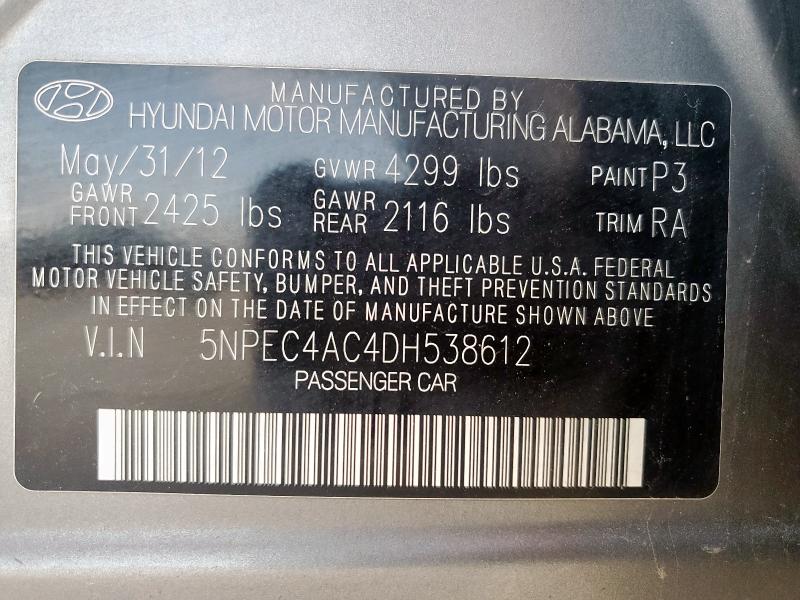 MANUFACTURED BY
HYUNDAI MOTOR MANUFACTURING ALABAMA, LLC
May/31/12 GVWR 4299 lbs PAINT P3
GAWR FRONT 2425 lbs GAWR REAR 2116 lbs TRIM RA
THIS VEHICLE CONFORMS TO ALL APPLICABLE U.S.A. FEDERAL
MOTOR VEHICLE SAFETY, BUMPER, AND THEFT PREVENTION STANDARDS
IN EFFECT ON THE DATE OF MANUFACTURE SHOWN ABOVE
V.I.N 5NPEC4AC4DH538612
PASSENGER CAR